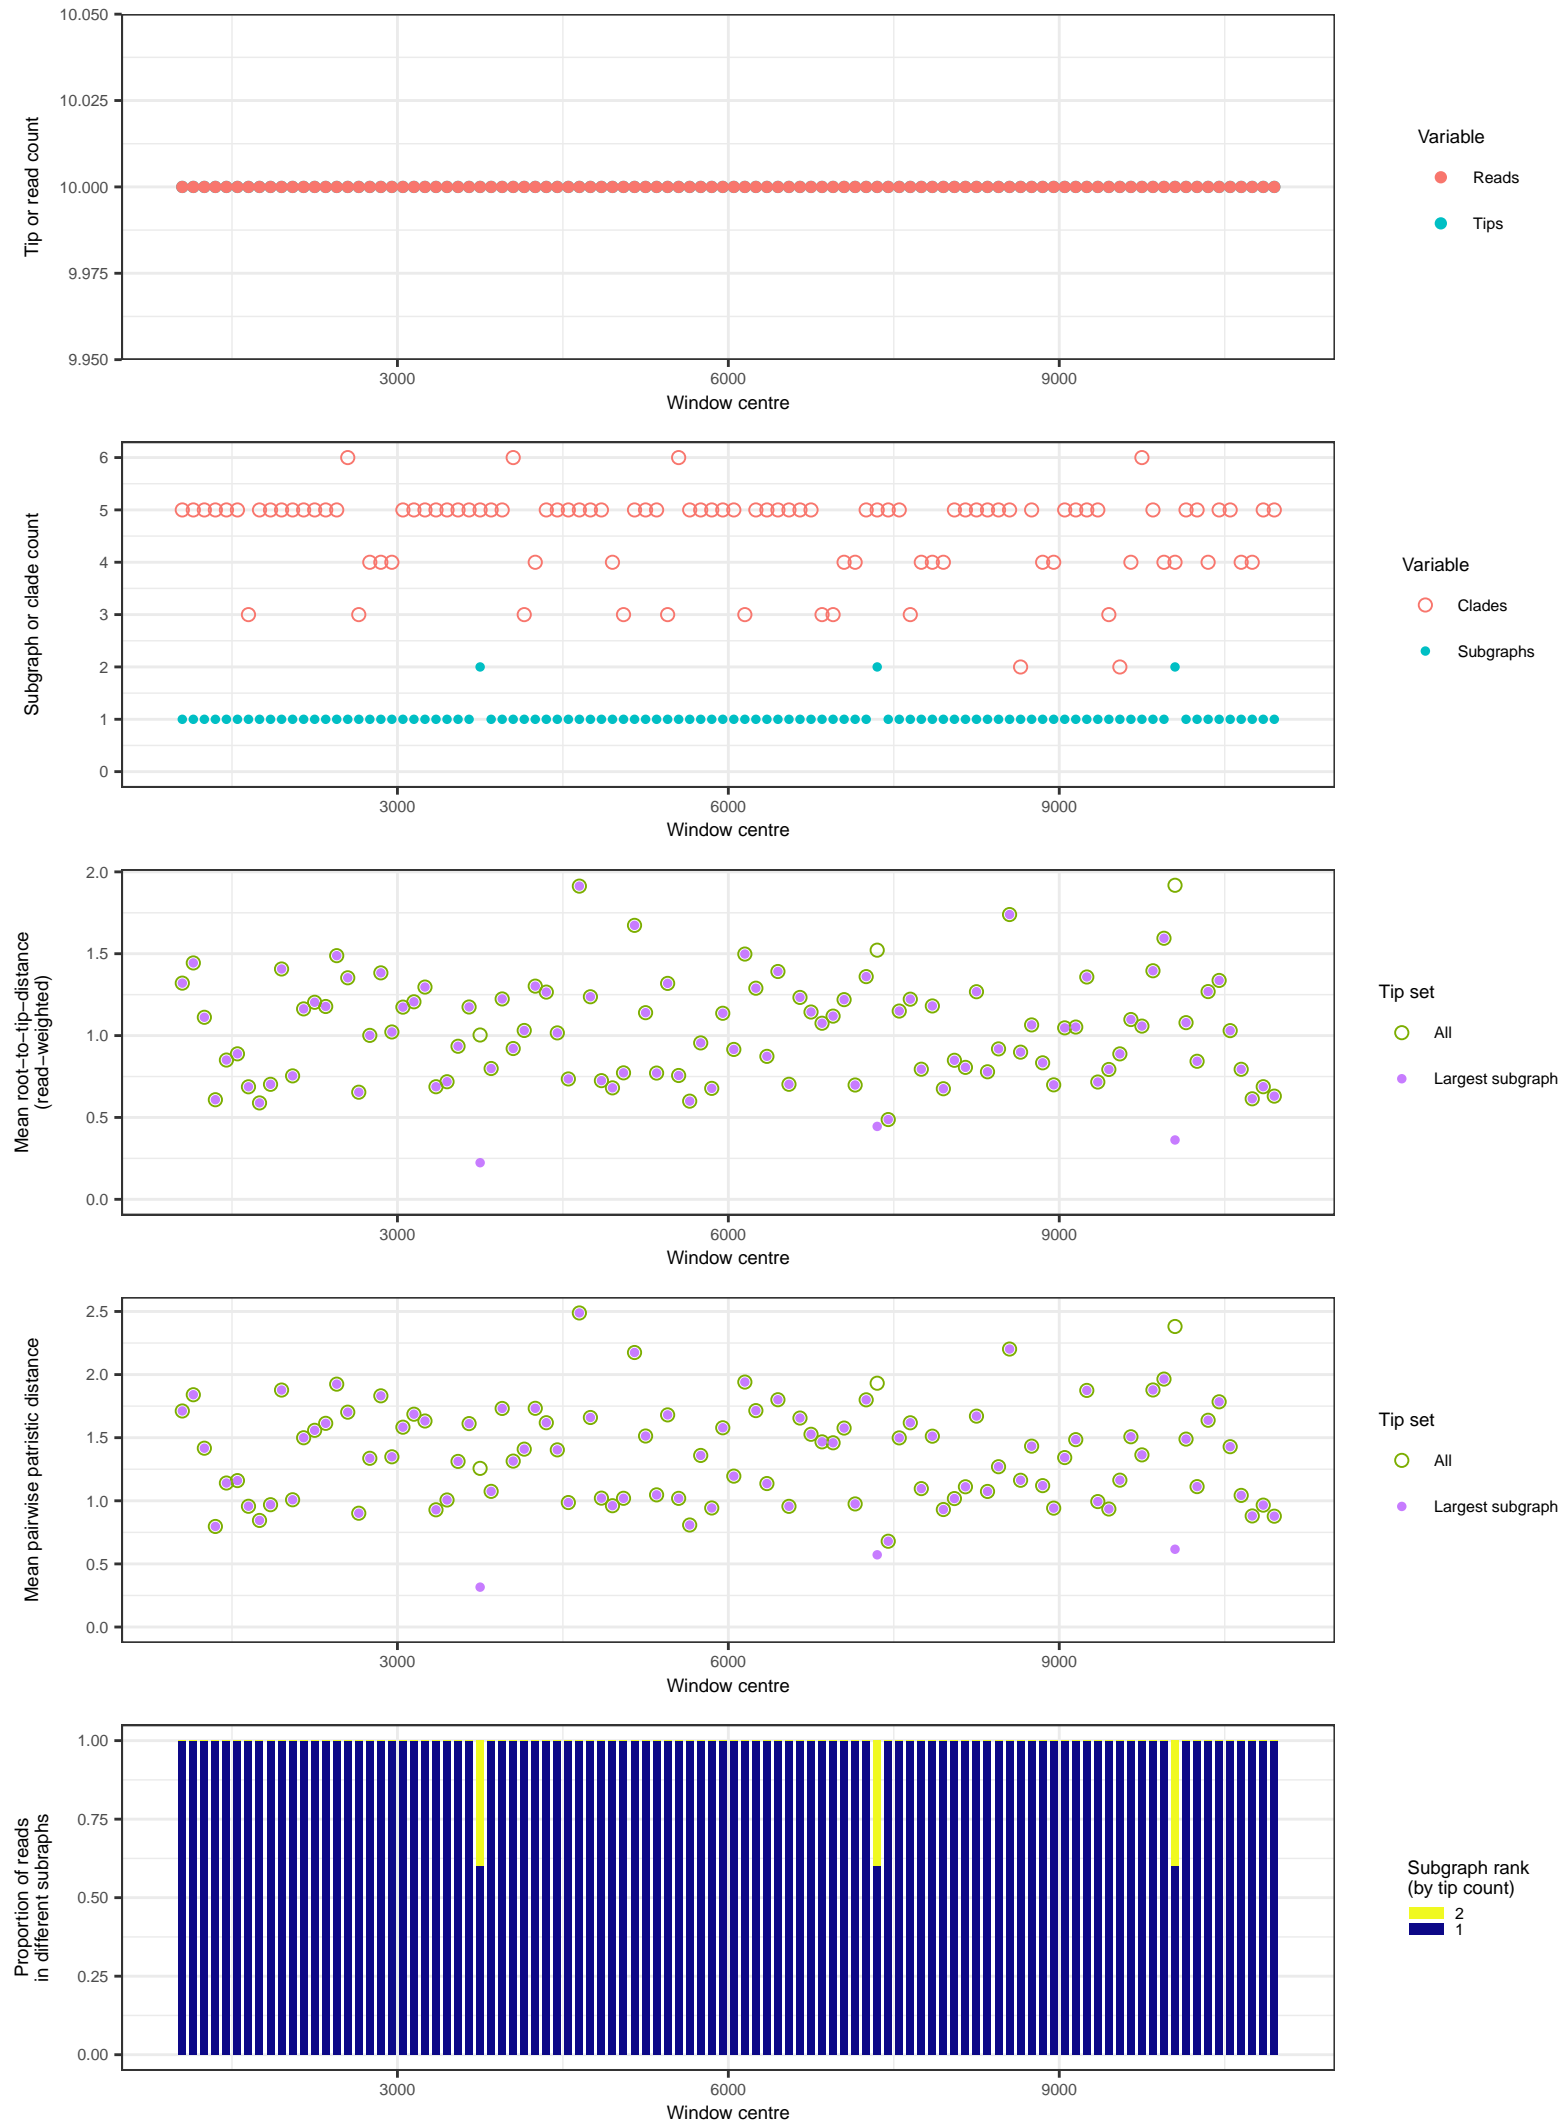 10.050
10.025
10.000
9.975
9.950
Tip or read count
3000 6000 9000
Window centre
Variable
Reads
Tips
6
5
4
3
2
1
0
Subgraph or clade count
3000 6000 9000
Window centre
Variable
Clades
Subgraphs
2.0
1.5
1.0
0.5
0.0
Mean root−to−tip−distance
(read−weighted)
3000 6000 9000
Window centre
Tip set
All
Largest subgraph
2.5
2.0
1.5
1.0
0.5
0.0
Mean pairwise patristic distance
3000 6000 9000
Window centre
Tip set
All
Largest subgraph
1.00
0.75
0.50
0.25
0.00
Proportion of reads
in different subraphs
3000 6000 9000
Window centre
Subgraph rank
(by tip count)
2
1